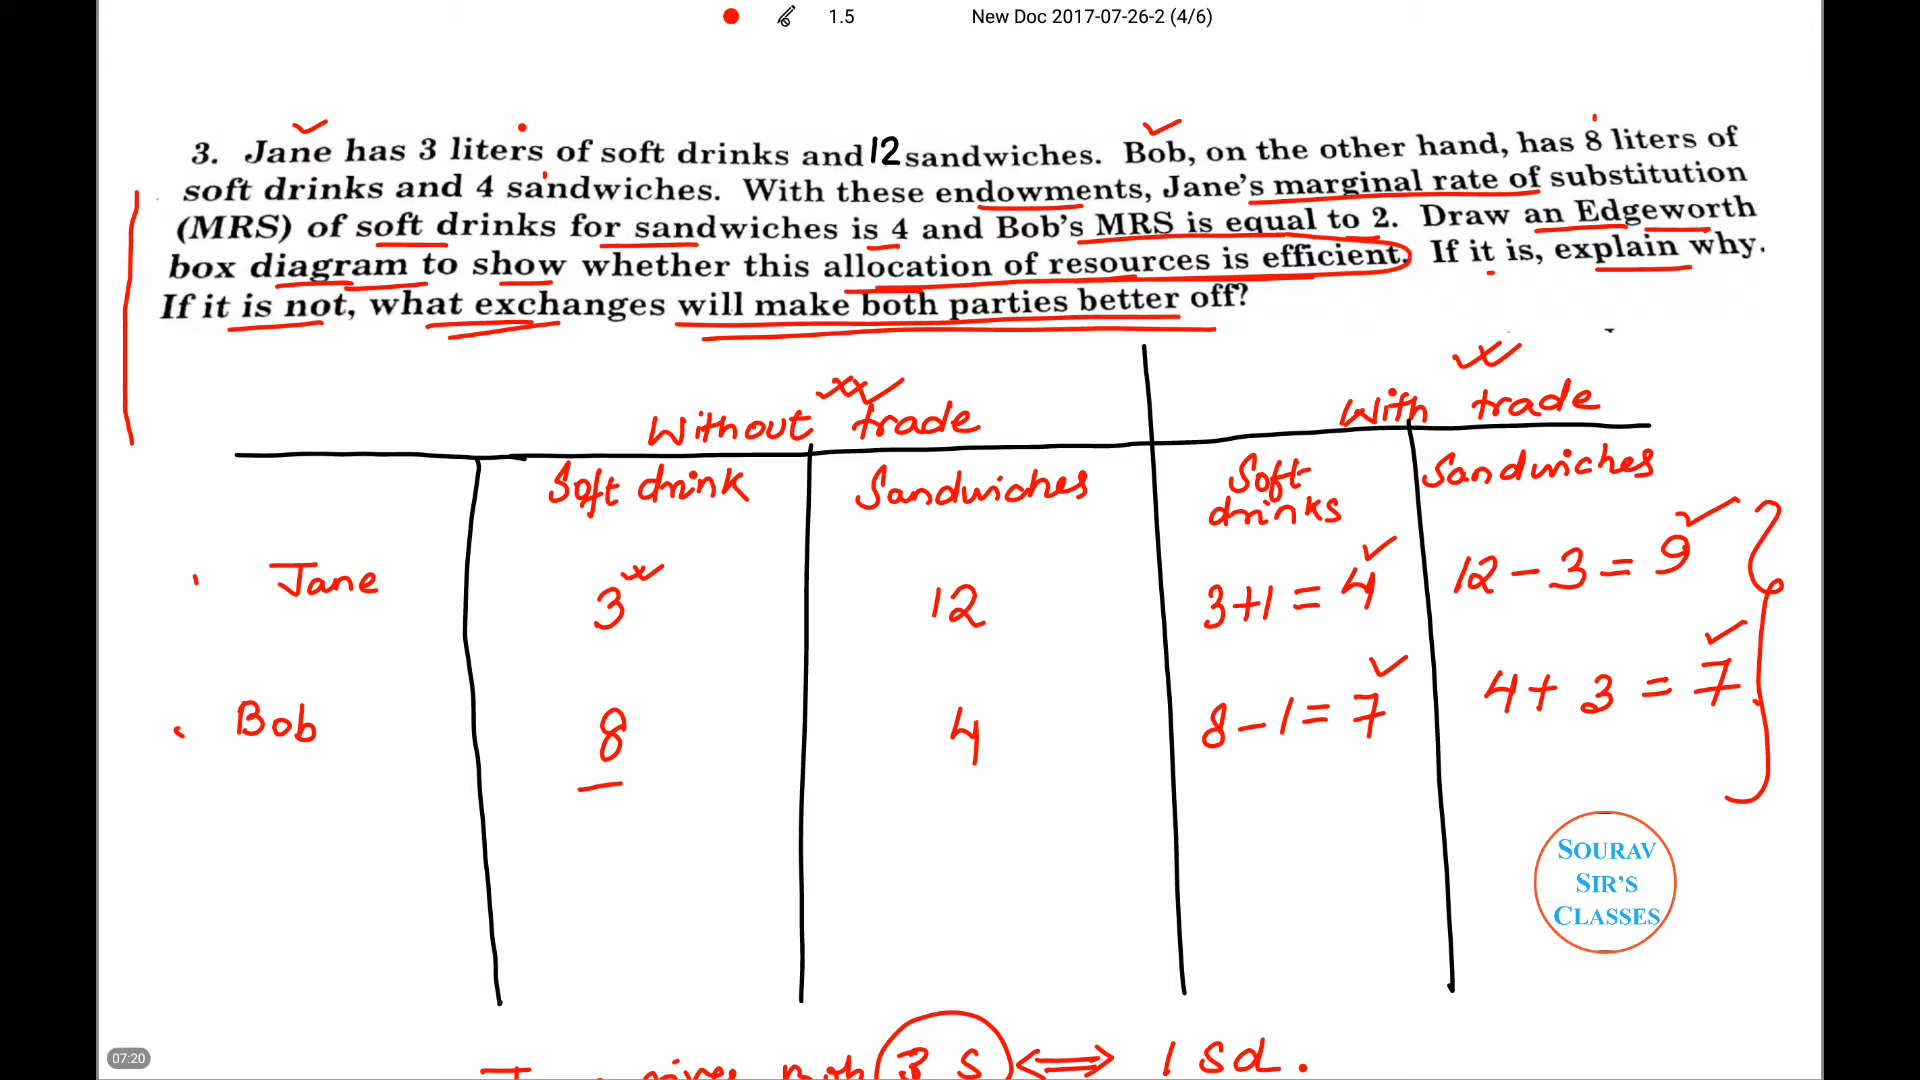 1.5 New Doc 2017-07-26-2 (4/6)
3. Jane has 3 liters of soft drinks and 12 sandwiches. Bob, on the other hand, has 8 liters of
soft drinks and 4 sandwiches. With these endowments, Jane's marginal rate of substitution
(MRS) of soft drinks for sandwiches is 4 and Bob's MRS is equal to 2. Draw an Edgeworth
box diagram to show whether this allocation of resources is efficient. If it is, explain why.
If it is not, what exchanges will make both parties better off?
Without trade With trade
Soft drink Sandwiches Soft drinks Sandwiches
Jane 3 12 3+1 = 4 12 - 3 = 9
Bob 8 4 8 - 1 = 7 4 + 3 = 7
SOURAV
SIR'S
CLASSES
07:20
3 S ⟺ 1 Sd.